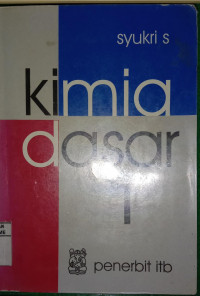 syukri s
kimia
dasar
1
penerbit itb